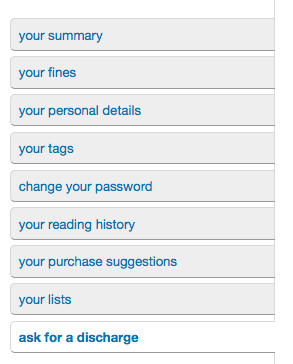 your summary
your fines
your personal details
your tags
change your password
your reading history
your purchase suggestions
your lists
ask for a discharge